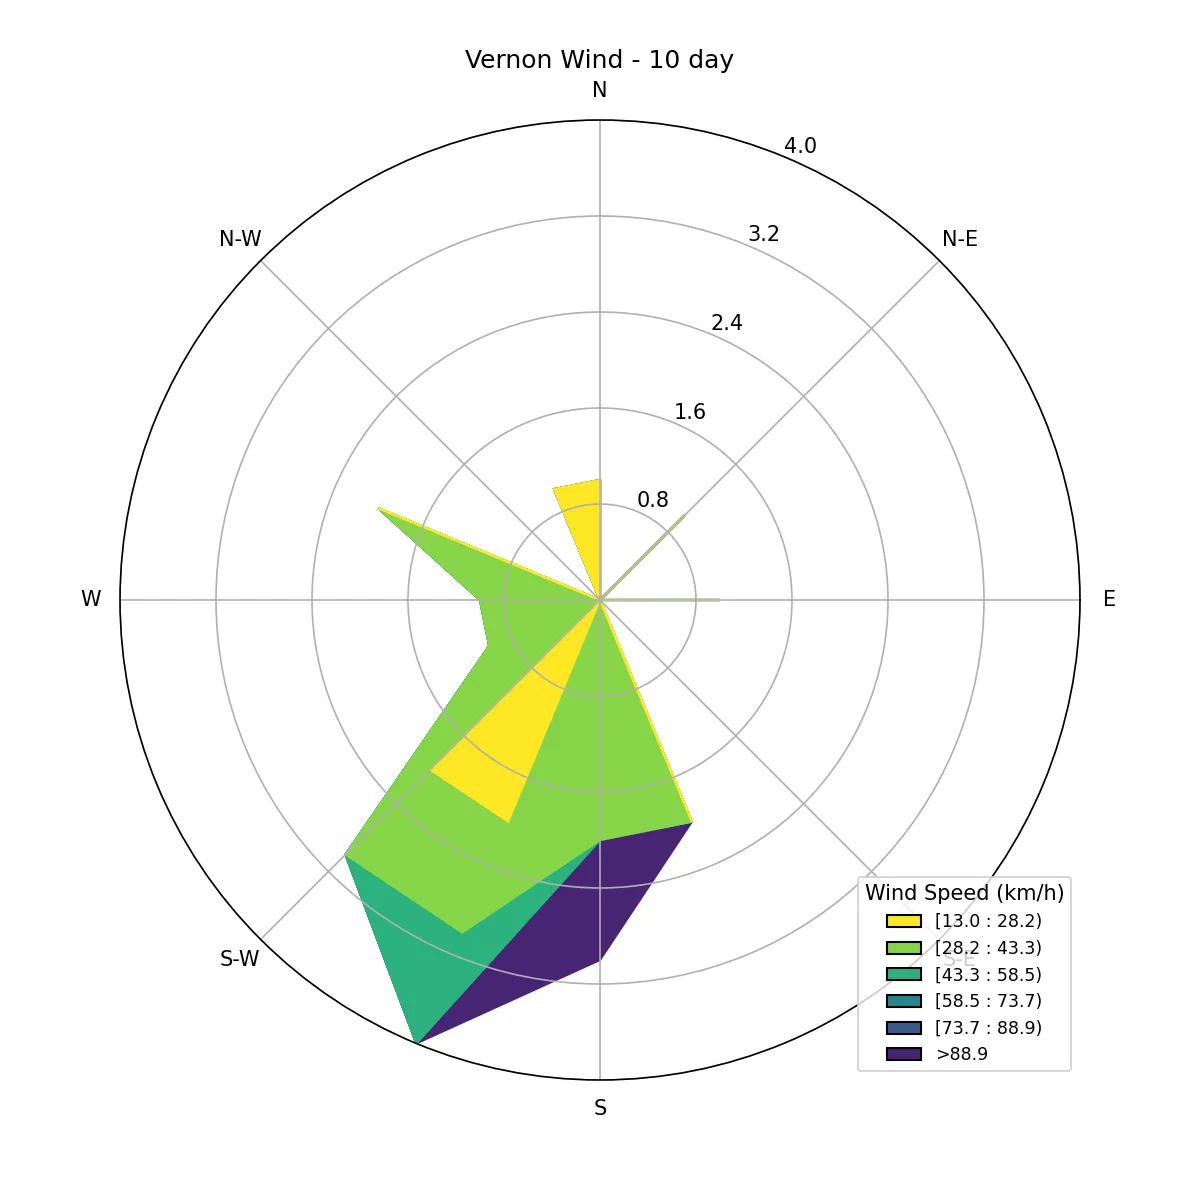 Vernon Wind - 10 day
N
4.0
N-W
3.2
N-E
2.4
1.6
0.8
W
E
S-W
S-E
S
Wind Speed (km/h)
[13.0 : 28.2)
[28.2 : 43.3)
[43.3 : 58.5)
[58.5 : 73.7)
[73.7 : 88.9)
>88.9